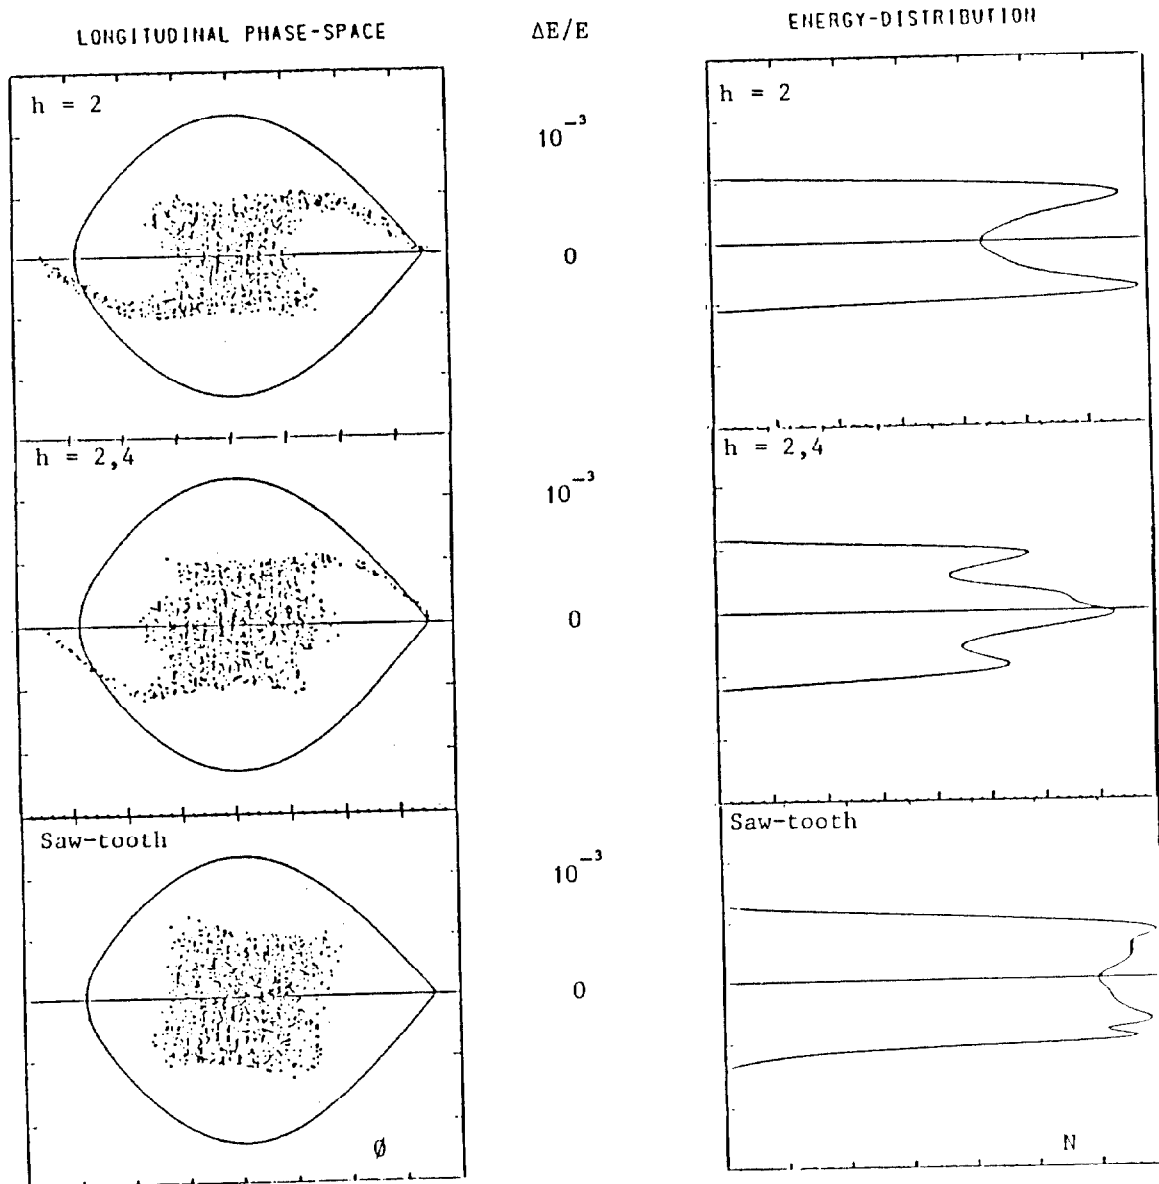 LONGITUDINAL PHASE-SPACE
ΔE/E
ENERGY-DISTRIBUTION
h = 2
10⁻³
0
h = 2
h = 2,4
10⁻³
0
h = 2,4
Saw-tooth
10⁻³
0
Ø
Saw-tooth
N